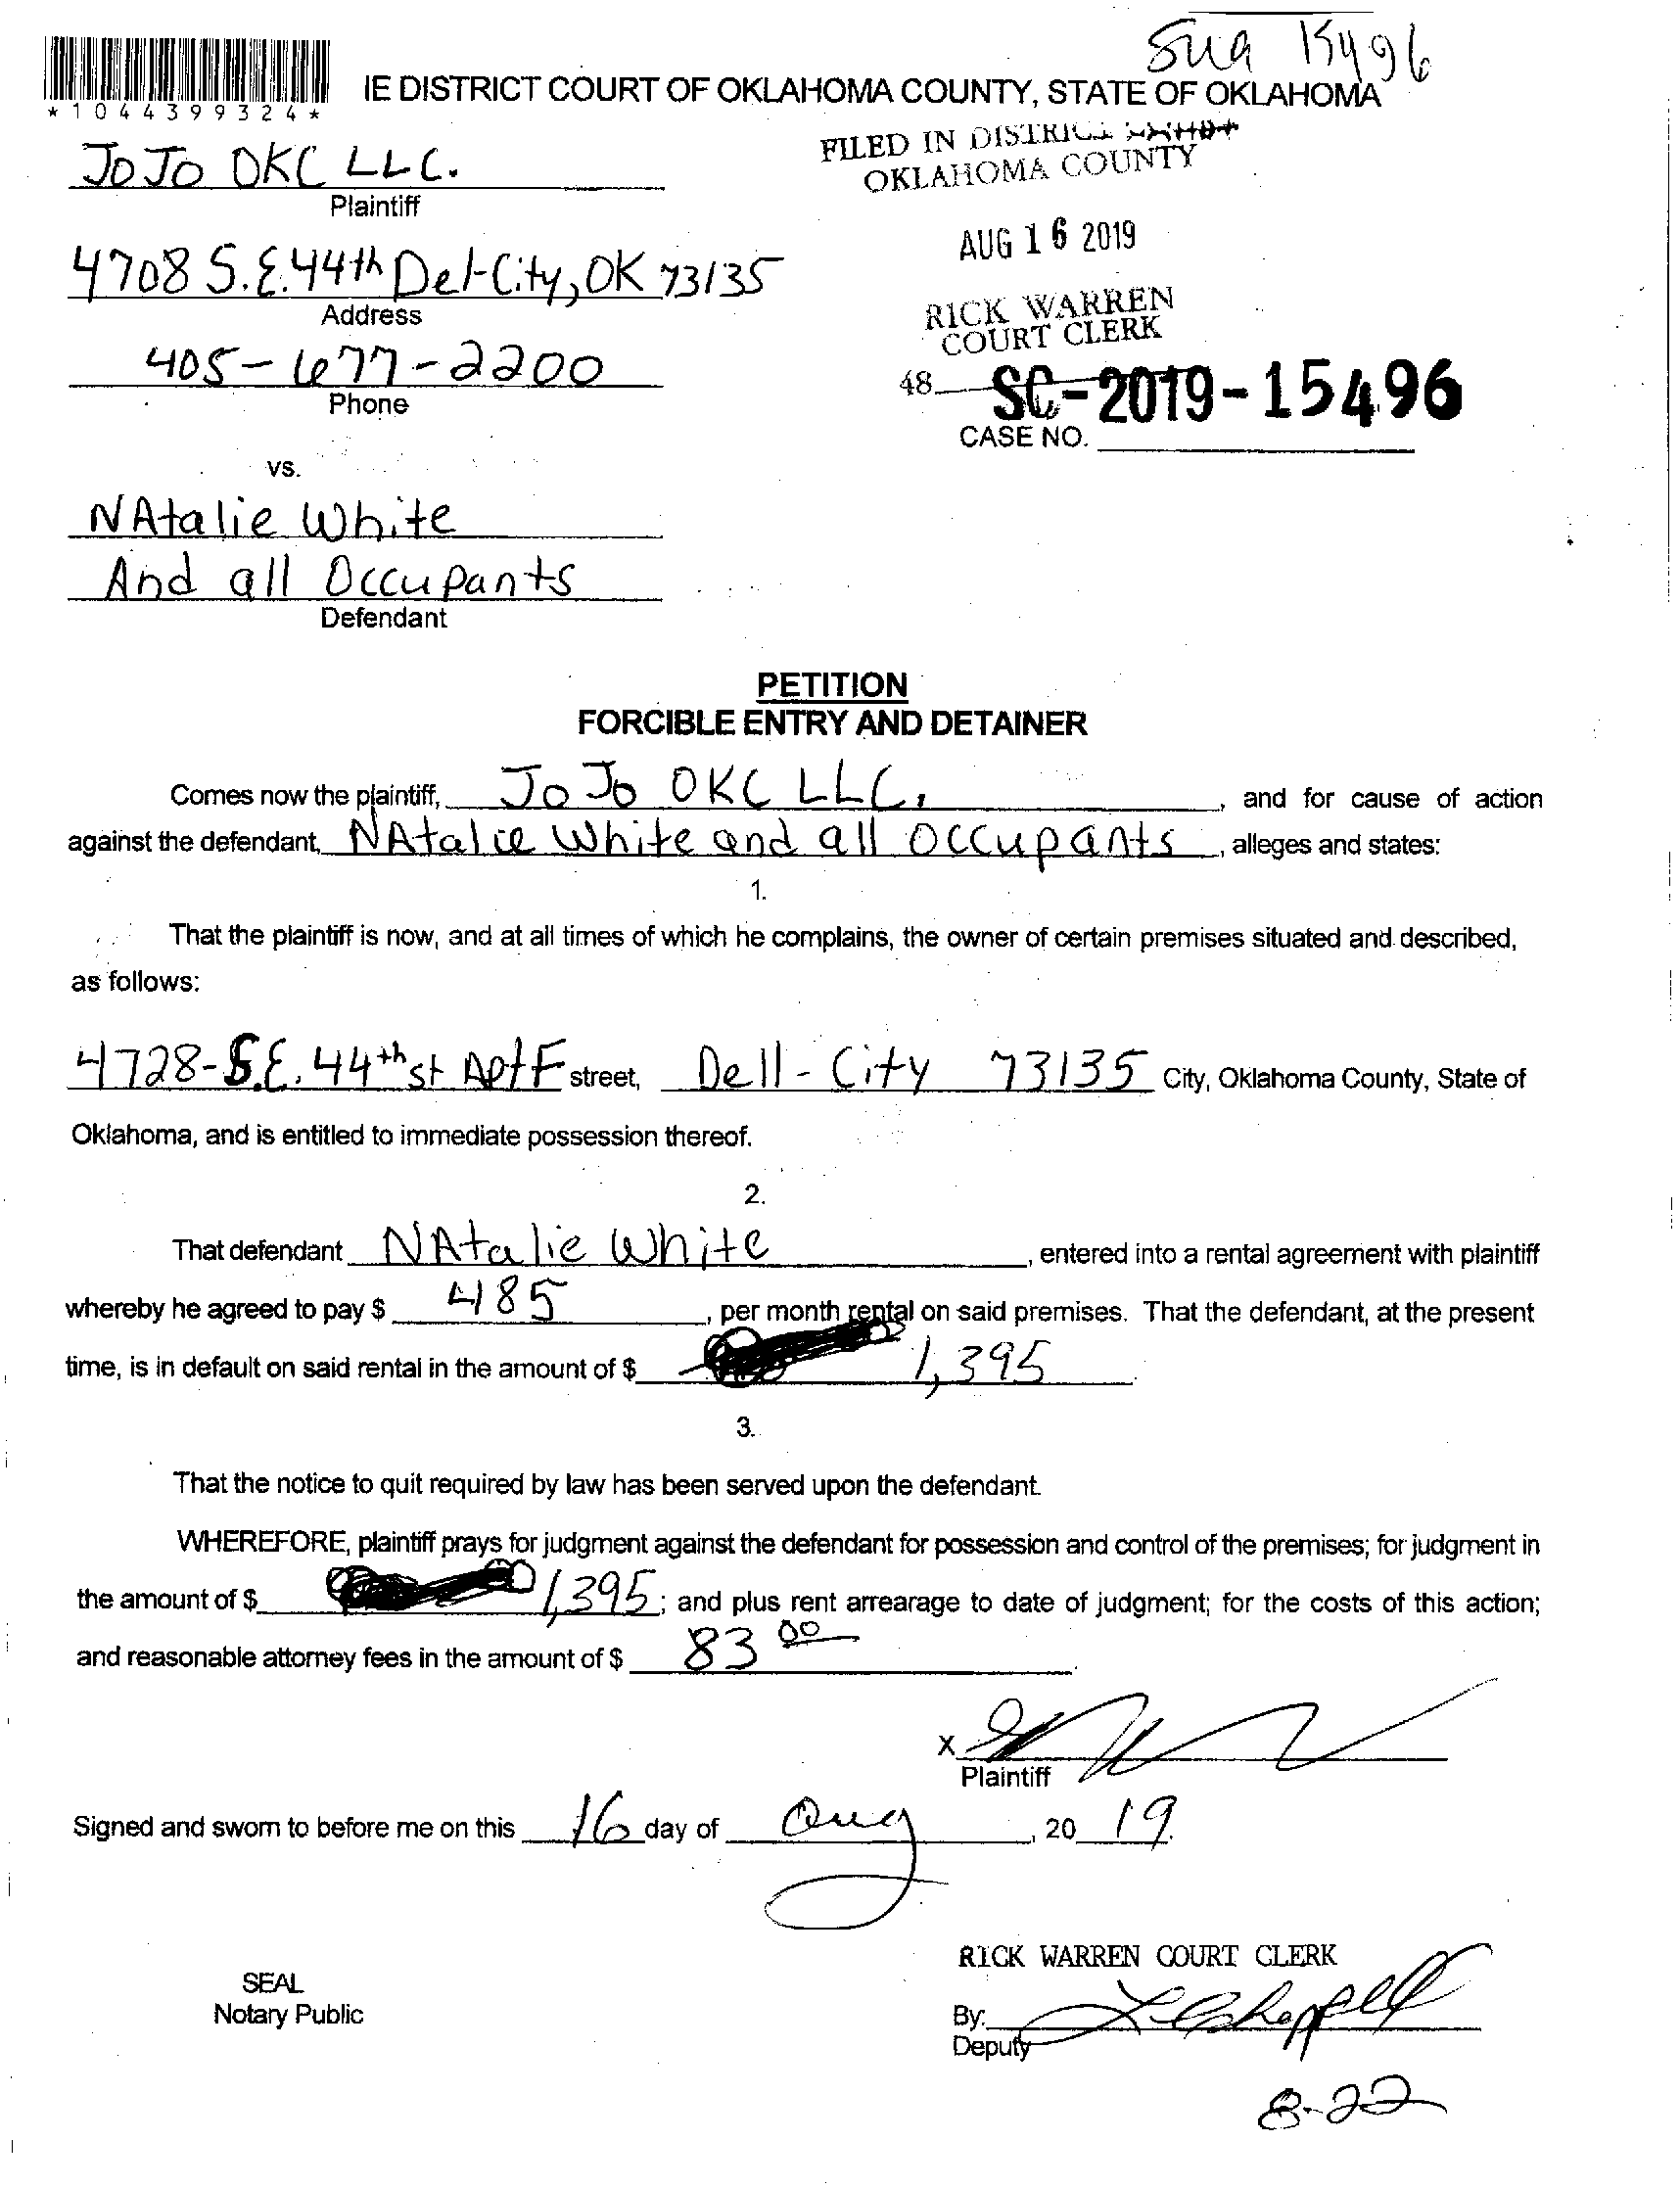 Sua 15496
IE DISTRICT COURT OF OKLAHOMA COUNTY, STATE OF OKLAHOMA
*1044399324*
FILED IN DISTRICT
OKLAHOMA COUNTY
JO JO OKC LLC.
Plaintiff
AUG 16 2019
4708 S.E. 44th Del-City, OK 73135
Address
RICK WARREN
COURT CLERK
405-677-2200
Phone
48
SC-2019-15496
CASE NO.
vs.
NAtalie White
And all Occupants
Defendant
PETITION
FORCIBLE ENTRY AND DETAINER
Comes now the plaintiff, Jo Jo OKC LLC, , and for cause of action
against the defendant, NAtalie White and all occupants , alleges and states:
1.
That the plaintiff is now, and at all times of which he complains, the owner of certain premises situated and described,
as follows:
4728-S.E. 44th st Apt F street, Dell-City 73135 City, Oklahoma County, State of
Oklahoma, and is entitled to immediate possession thereof.
2.
That defendant NAtalie White , entered into a rental agreement with plaintiff
whereby he agreed to pay $ 485 , per month rental on said premises. That the defendant, at the present
time, is in default on said rental in the amount of $ 1,395 .
3.
That the notice to quit required by law has been served upon the defendant.
WHEREFORE, plaintiff prays for judgment against the defendant for possession and control of the premises; for judgment in
the amount of $ 1,395 ; and plus rent arrearage to date of judgment; for the costs of this action;
and reasonable attorney fees in the amount of $ 83 00 .
X
Plaintiff
Signed and sworn to before me on this 16 day of Aug , 20 19.
RICK WARREN COURT CLERK
SEAL
Notary Public
By:
Deputy
8-22